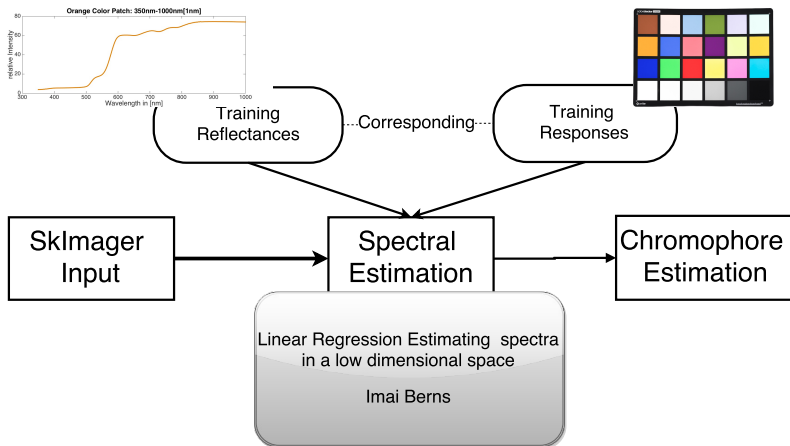 Orange Color Patch: 350nm-1000nm[1nm]
relative Intensity
80
60
40
20
0
300
400
500
600
700
800
900
1000
Wavelength in [nm]
Training
Reflectances
Corresponding
Training
Responses
SkImager
Input
Spectral
Estimation
Chromophore
Estimation
Linear Regression Estimating spectra
in a low dimensional space
Imai Berns